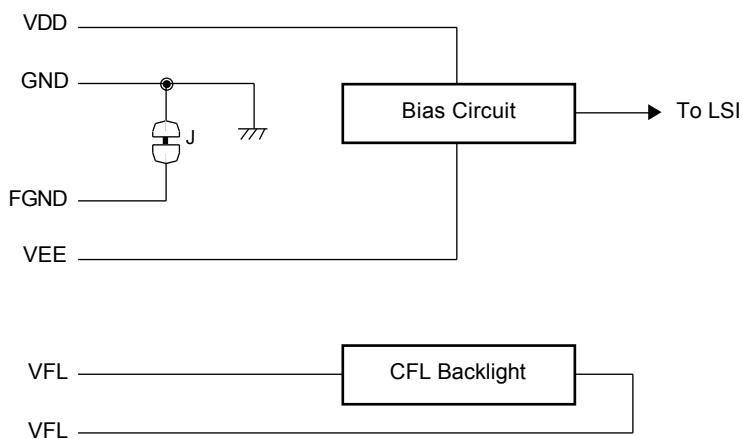 VDD
GND
Bias Circuit
To LSI
J
FGND
VEE
VFL
CFL Backlight
VFL